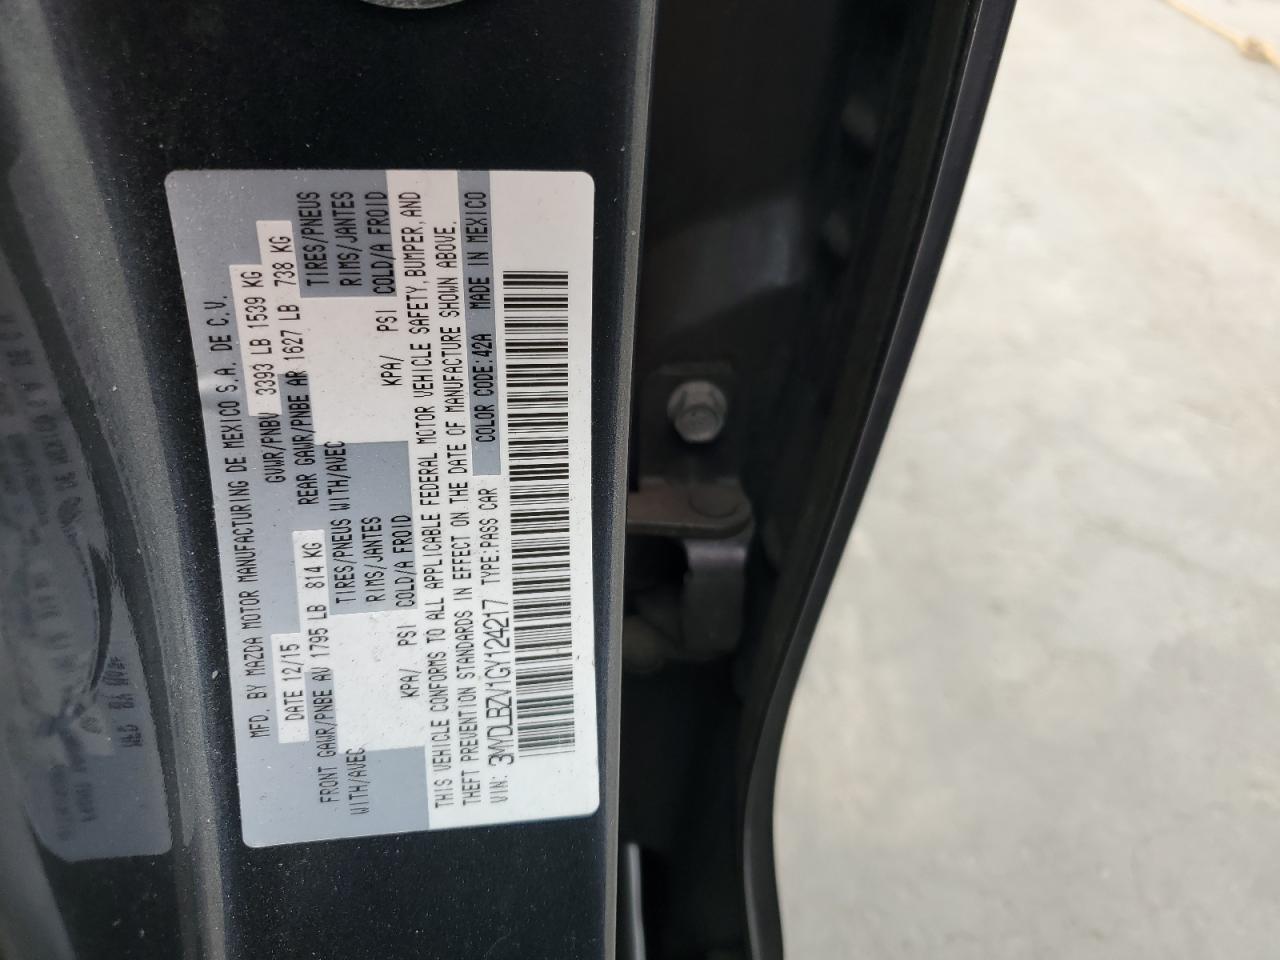 MFD. BY MAZDA MOTOR MANUFACTURING DE MEXICO S.A. DE C.V.
DATE 12/15 GVWR/PNBV 3393 LB 1539 KG
FRONT GAWR/PNBE AV 1795 LB 814 KG REAR GAWR/PNBE AR 1627 LB 738 KG
WITH/AVEC TIRES/PNEUS WITH/AVEC TIRES/PNEUS
RIMS/JANTES RIMS/JANTES
KPA/ PSI COLD/A FROID KPA/ PSI COLD/A FROID
THIS VEHICLE CONFORMS TO ALL APPLICABLE FEDERAL MOTOR VEHICLE SAFETY, BUMPER, AND
THEFT PREVENTION STANDARDS IN EFFECT ON THE DATE OF MANUFACTURE SHOWN ABOVE.
VIN: 3MYDLBZV1GY124217 TYPE: PASS CAR COLOR CODE: 42A MADE IN MEXICO